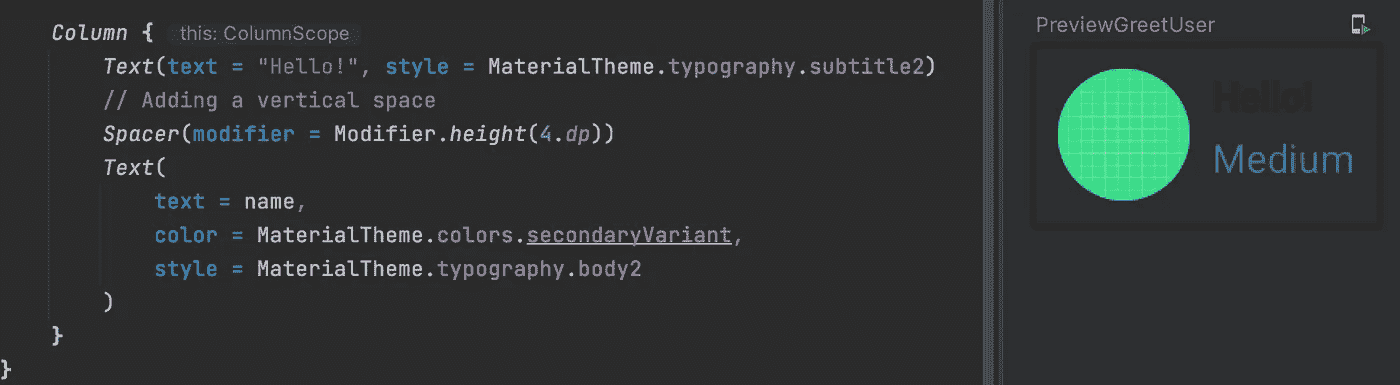 Column { this: ColumnScope
Text(text = "Hello!", style = MaterialTheme.typography.subtitle2)
// Adding a vertical space
Spacer(modifier = Modifier.height(4.dp))
Text(
text = name,
color = MaterialTheme.colors.secondaryVariant,
style = MaterialTheme.typography.body2
)
}
}
PreviewGreetUser
Hello!
Medium